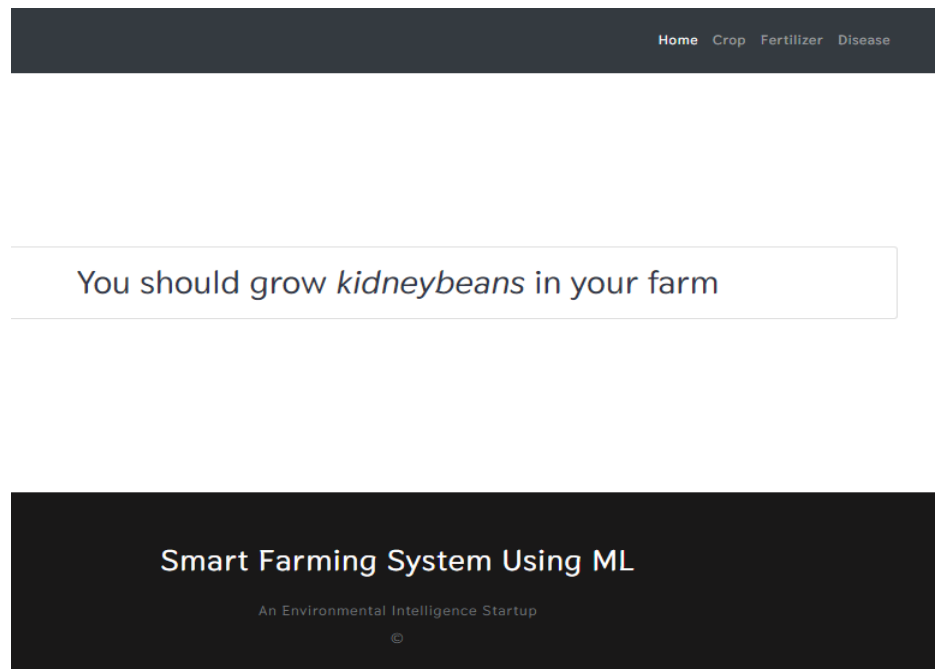 Home Crop Fertilizer Disease
You should grow kidneybeans in your farm
Smart Farming System Using ML
An Environmental Intelligence Startup
©